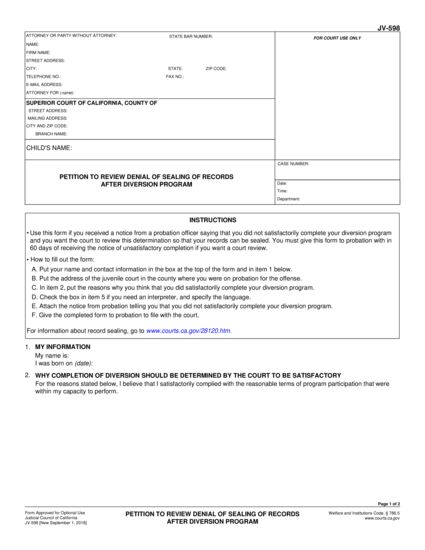 JV-598
ATTORNEY OR PARTY WITHOUT ATTORNEY: STATE BAR NUMBER:
FOR COURT USE ONLY
NAME:
FIRM NAME:
STREET ADDRESS:
CITY: STATE: ZIP CODE:
TELEPHONE NO.: FAX NO.:
E-MAIL ADDRESS:
ATTORNEY FOR (name):
SUPERIOR COURT OF CALIFORNIA, COUNTY OF
STREET ADDRESS:
MAILING ADDRESS:
CITY AND ZIP CODE:
BRANCH NAME:
CHILD'S NAME:
CASE NUMBER:
PETITION TO REVIEW DENIAL OF SEALING OF RECORDS
AFTER DIVERSION PROGRAM
Date:
Time:
Department:
INSTRUCTIONS
• Use this form if you received a notice from a probation officer saying that you did not satisfactorily complete your diversion program
and you want the court to review this determination so that your records can be sealed. You must give this form to probation with in
60 days of receiving the notice of unsatisfactory completion if you want a court review.
• How to fill out the form:
A. Put your name and contact information in the box at the top of the form and in item 1 below.
B. Put the address of the juvenile court in the county where you were on probation for the offense.
C. In item 2, put the reasons why you think that you did satisfactorily complete your diversion program.
D. Check the box in item 5 if you need an interpreter, and specify the language.
E. Attach the notice from probation telling you that you did not satisfactorily complete your diversion program.
F. Give the completed form to probation to file with the court.
For information about record sealing, go to www.courts.ca.gov/28120.htm.
1. MY INFORMATION
My name is:
I was born on (date):
2. WHY COMPLETION OF DIVERSION SHOULD BE DETERMINED BY THE COURT TO BE SATISFACTORY
For the reasons stated below, I believe that I satisfactorily complied with the reasonable terms of program participation that were
within my capacity to perform.
Page 1 of 2
Form Approved for Optional Use
Judicial Council of California
JV-598 [New September 1, 2018]
PETITION TO REVIEW DENIAL OF SEALING OF RECORDS
AFTER DIVERSION PROGRAM
Welfare and Institutions Code, § 786.5
www.courts.ca.gov